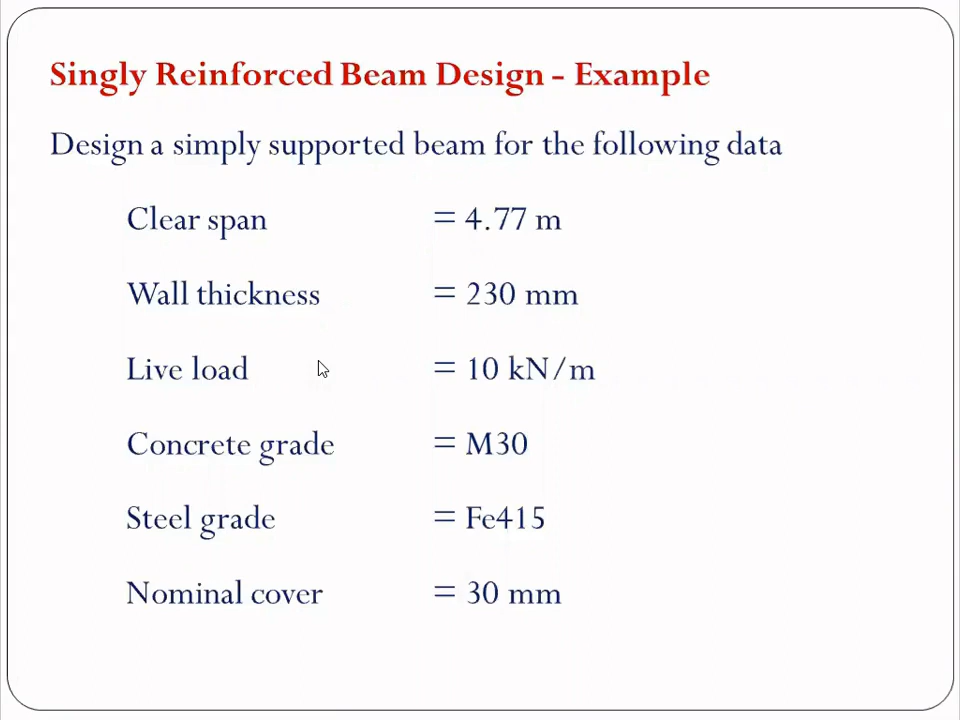 Singly Reinforced Beam Design - Example
Design a simply supported beam for the following data
Clear span = 4.77 m
Wall thickness = 230 mm
Live load = 10 kN/m
Concrete grade = M30
Steel grade = Fe415
Nominal cover = 30 mm